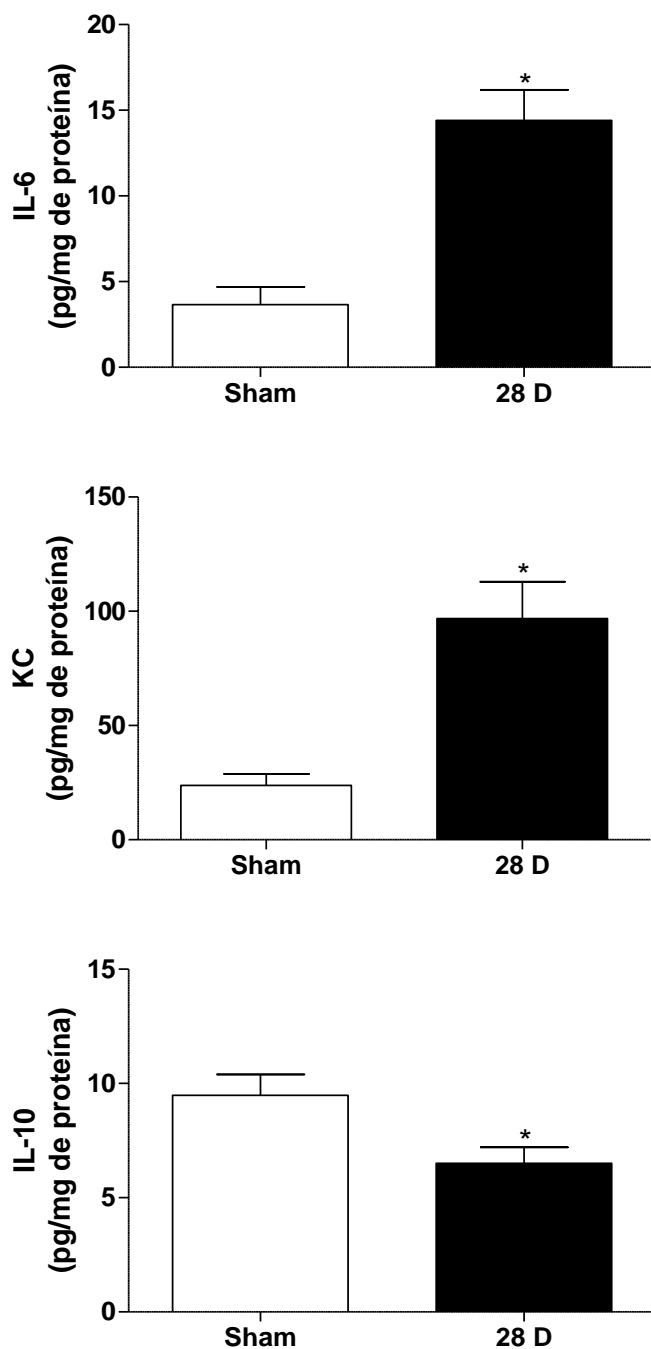 20
15
10
5
0
IL-6
(pg/mg de proteína)
*
Sham
28 D
150
100
50
0
KC
(pg/mg de proteína)
*
Sham
28 D
15
10
5
0
IL-10
(pg/mg de proteína)
*
Sham
28 D